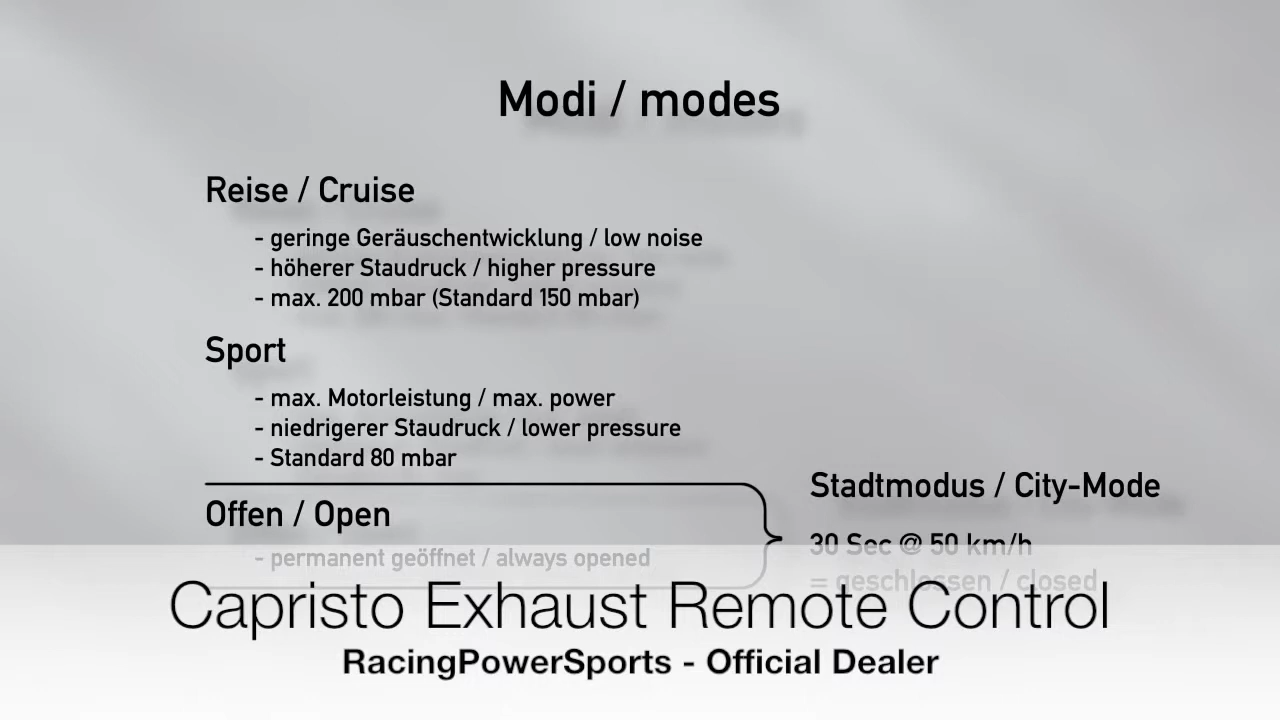 Modi / modes
Reise / Cruise
- geringe Geräuschentwicklung / low noise
- höherer Staudruck / higher pressure
- max. 200 mbar (Standard 150 mbar)
Sport
- max. Motorleistung / max. power
- niedrigerer Staudruck / lower pressure
- Standard 80 mbar
Offen / Open
- permanent geöffnet / always opened
Stadtmodus / City-Mode
30 Sec @ 50 km/h
= geschlossen / closed
Capristo Exhaust Remote Control
RacingPowerSports - Official Dealer